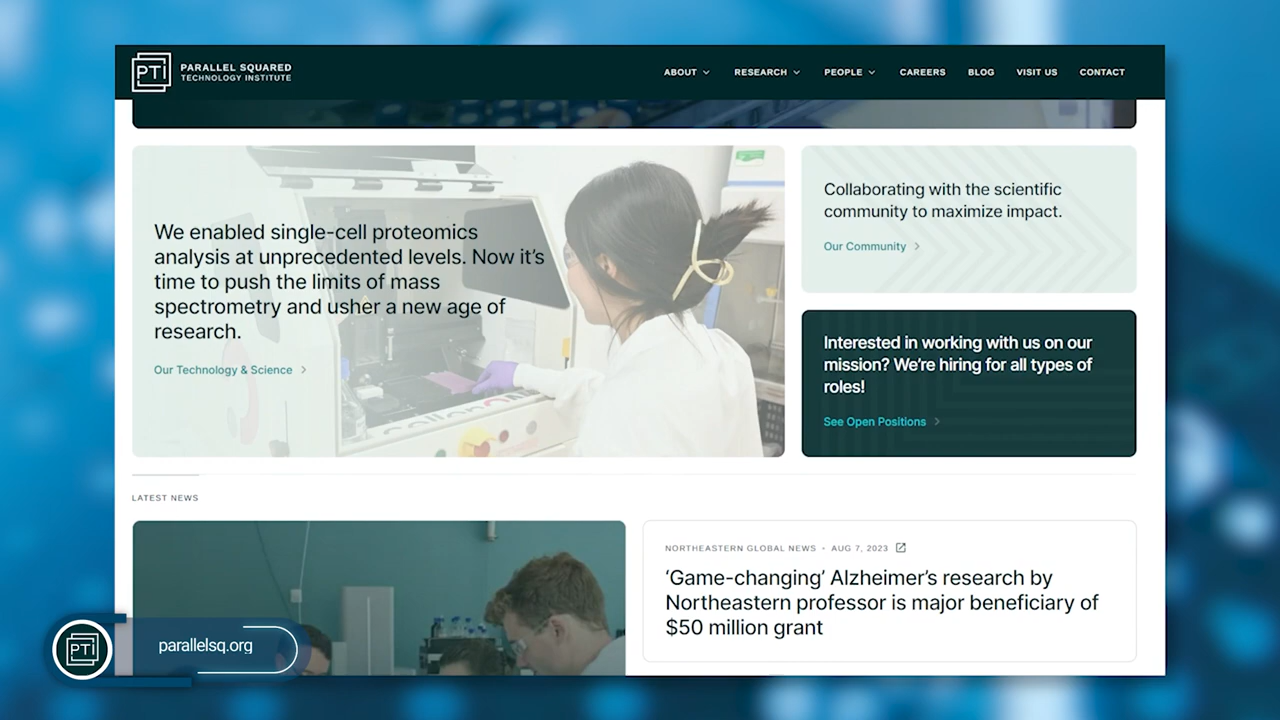 PTI
PARALLEL SQUARED
TECHNOLOGY INSTITUTE
ABOUT
RESEARCH
PEOPLE
CAREERS
BLOG
VISIT US
CONTACT
We enabled single-cell proteomics
analysis at unprecedented levels. Now it's
time to push the limits of mass
spectrometry and usher a new age of
research.
Our Technology & Science
Collaborating with the scientific
community to maximize impact.
Our Community
Interested in working with us on our
mission? We're hiring for all types of
roles!
See Open Positions
LATEST NEWS
NORTHEASTERN GLOBAL NEWS • AUG 7, 2023
‘Game-changing’ Alzheimer’s research by
Northeastern professor is major beneficiary of
$50 million grant
PTI
parallelsq.org